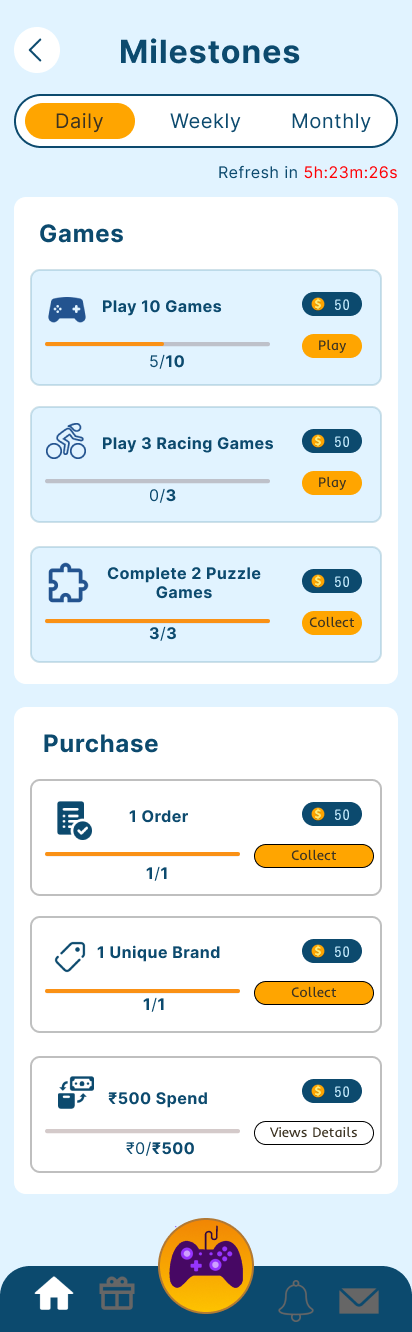 Milestones
Daily
Weekly
Monthly
Refresh in 5h:23m:26s
Games
Play 10 Games
50
Play
5/10
Play 3 Racing Games
50
Play
0/3
Complete 2 Puzzle
Games
50
Collect
3/3
Purchase
1 Order
50
Collect
1/1
1 Unique Brand
50
Collect
1/1
₹500 Spend
50
Views Details
₹0/₹500